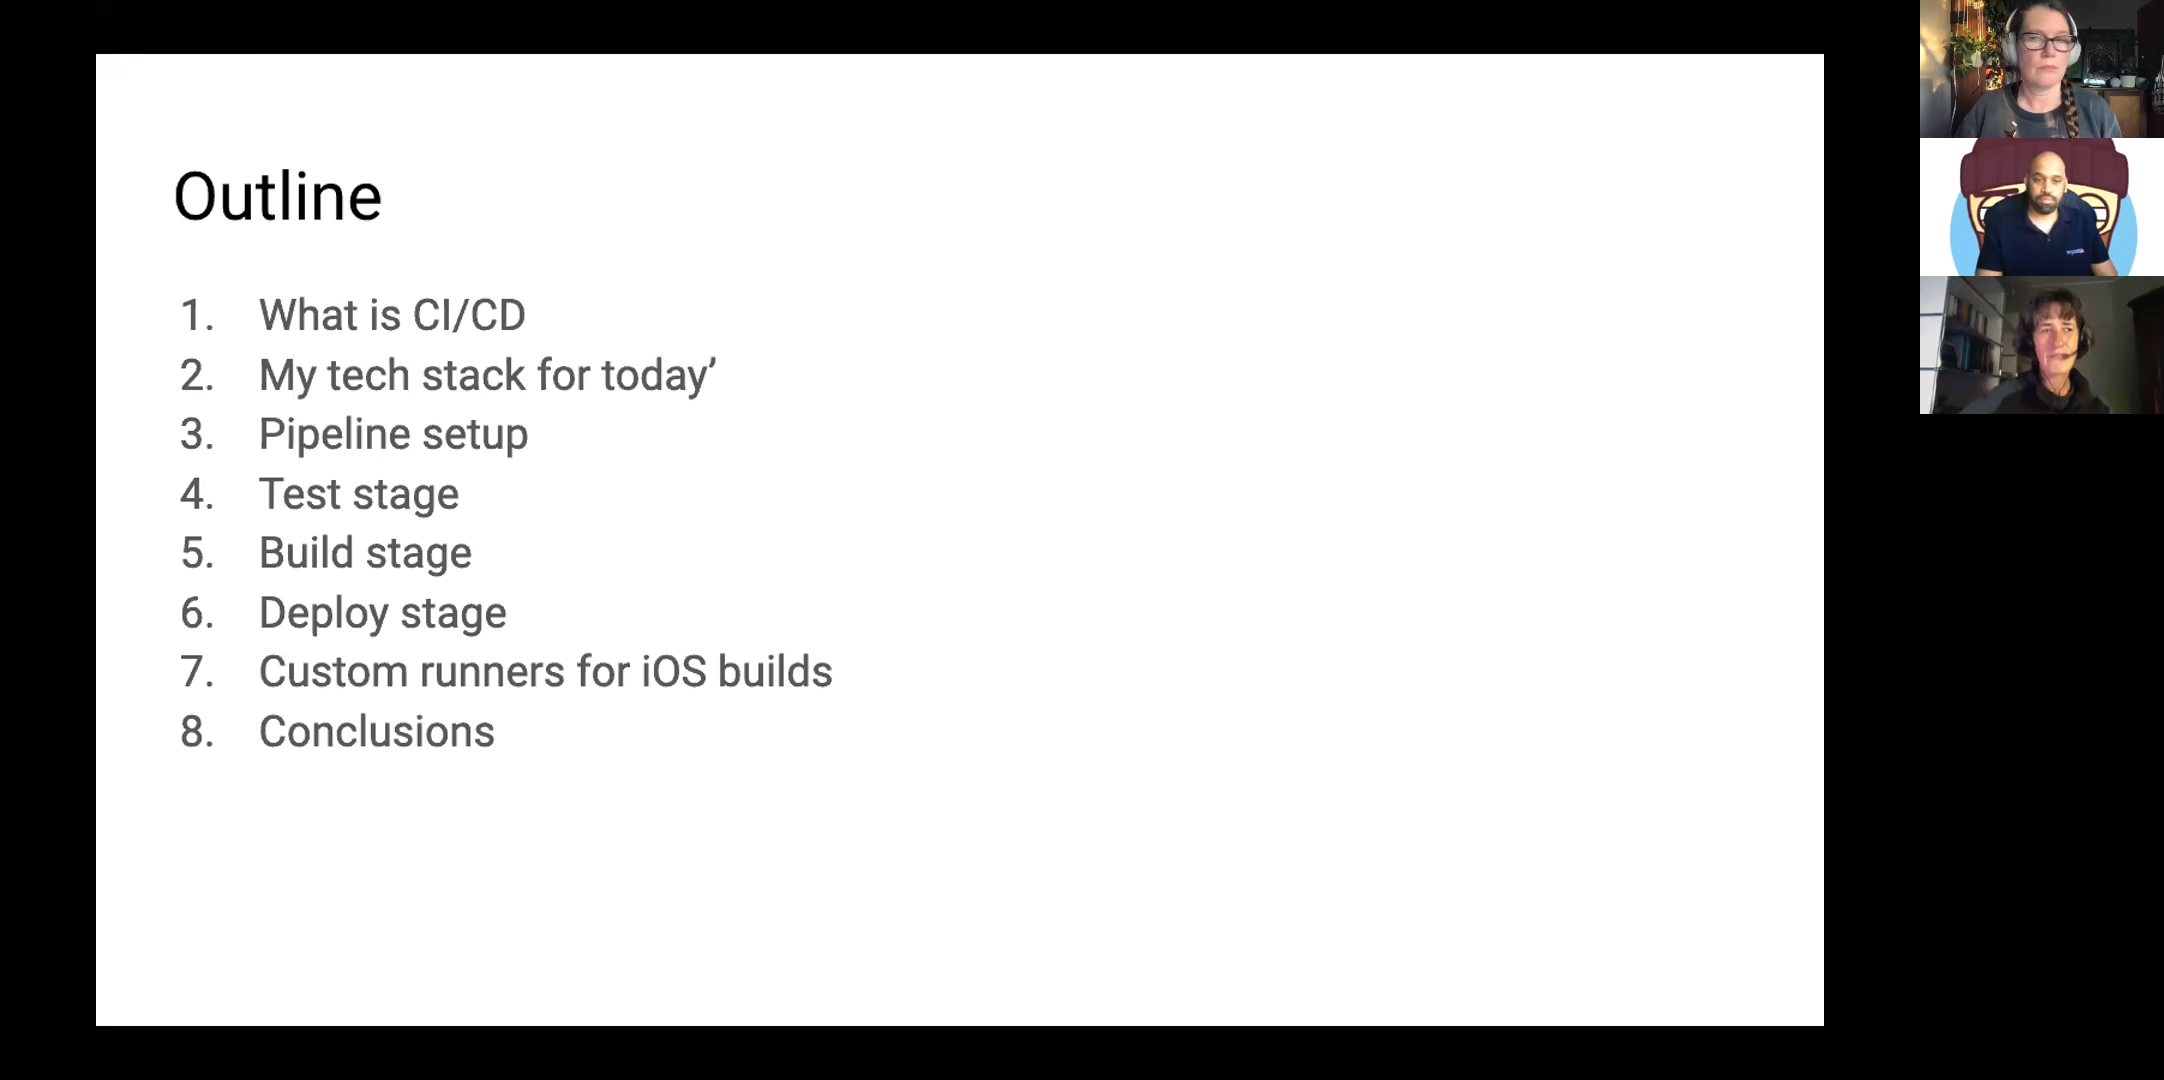 Outline
1. What is CI/CD
2. My tech stack for today’
3. Pipeline setup
4. Test stage
5. Build stage
6. Deploy stage
7. Custom runners for iOS builds
8. Conclusions